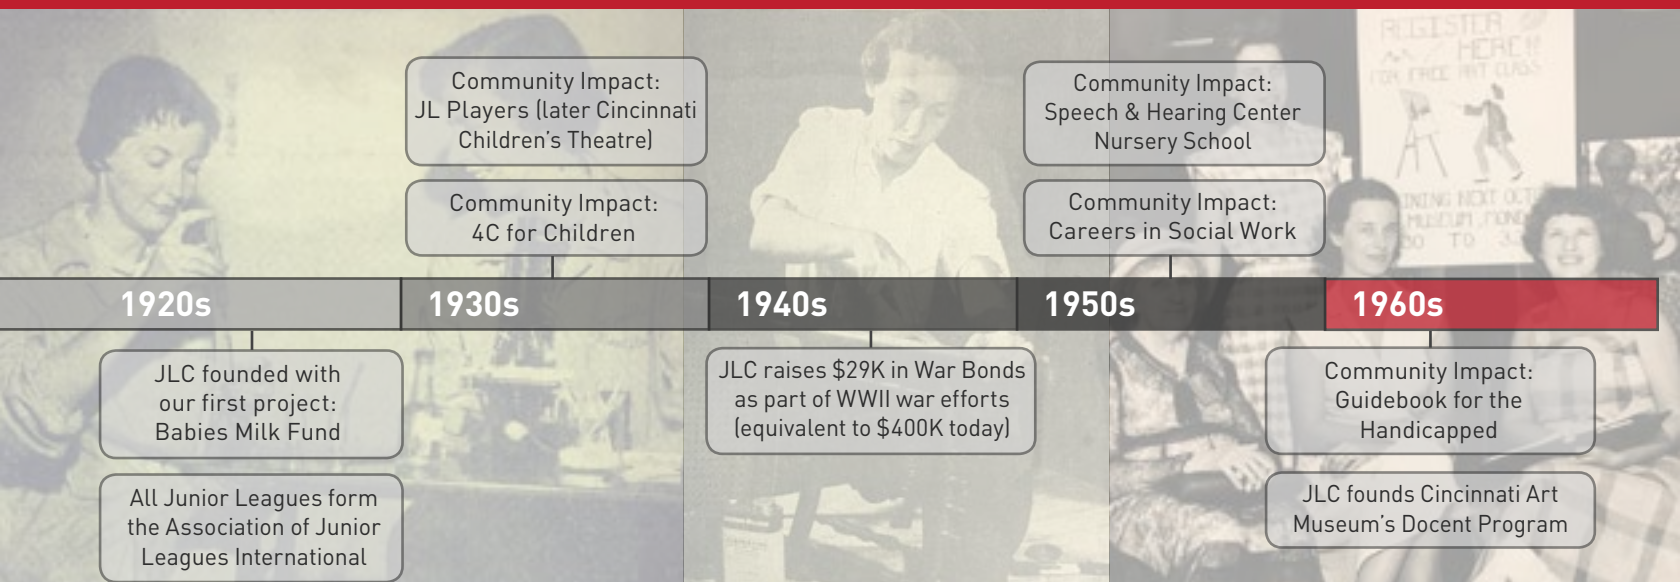 REGISTER
HERE!!
FOR FREE ART CLASS
Community Impact:
JL Players (later Cincinnati
Children's Theatre)
Community Impact:
4C for Children
Community Impact:
Speech & Hearing Center
Nursery School
Community Impact:
Careers in Social Work
NEXT OCT
MUSEUM
TO
1920s
1930s
1940s
1950s
1960s
JLC founded with
our first project:
Babies Milk Fund
All Junior Leagues form
the Association of Junior
Leagues International
JLC raises $29K in War Bonds
as part of WWII war efforts
(equivalent to $400K today)
Community Impact:
Guidebook for the
Handicapped
JLC founds Cincinnati Art
Museum's Docent Program